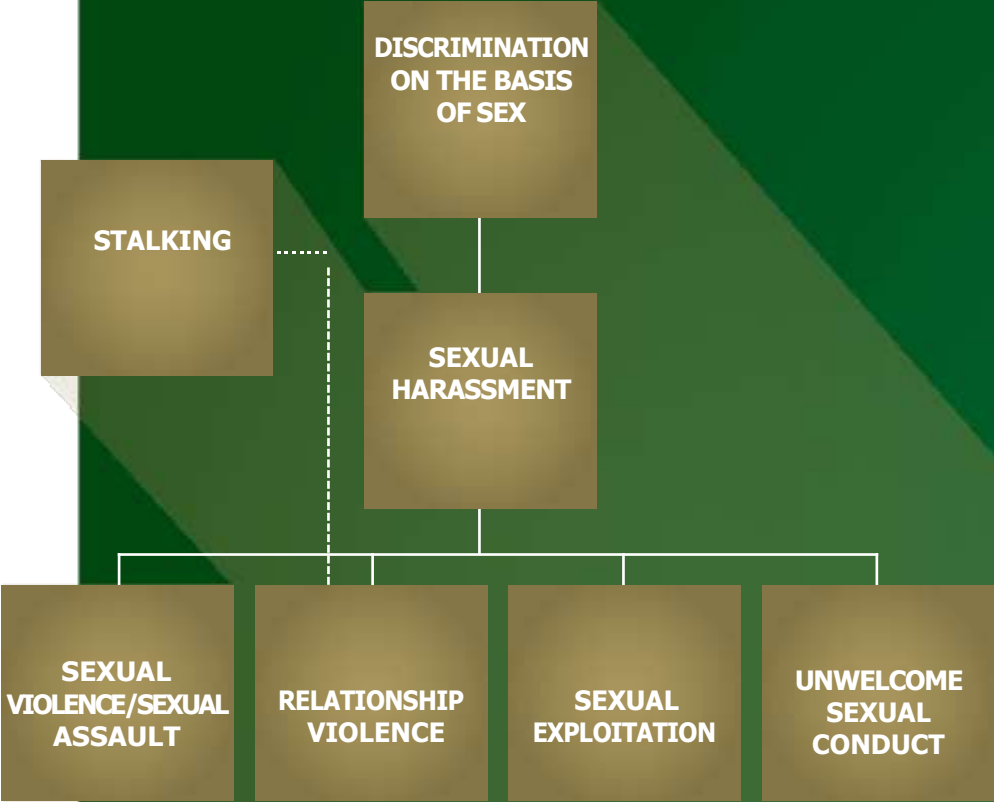 DISCRIMINATION
ON THE BASIS
OF SEX
STALKING
SEXUAL
HARASSMENT
SEXUAL
VIOLENCE/SEXUAL
ASSAULT
RELATIONSHIP
VIOLENCE
SEXUAL
EXPLOITATION
UNWELCOME
SEXUAL
CONDUCT